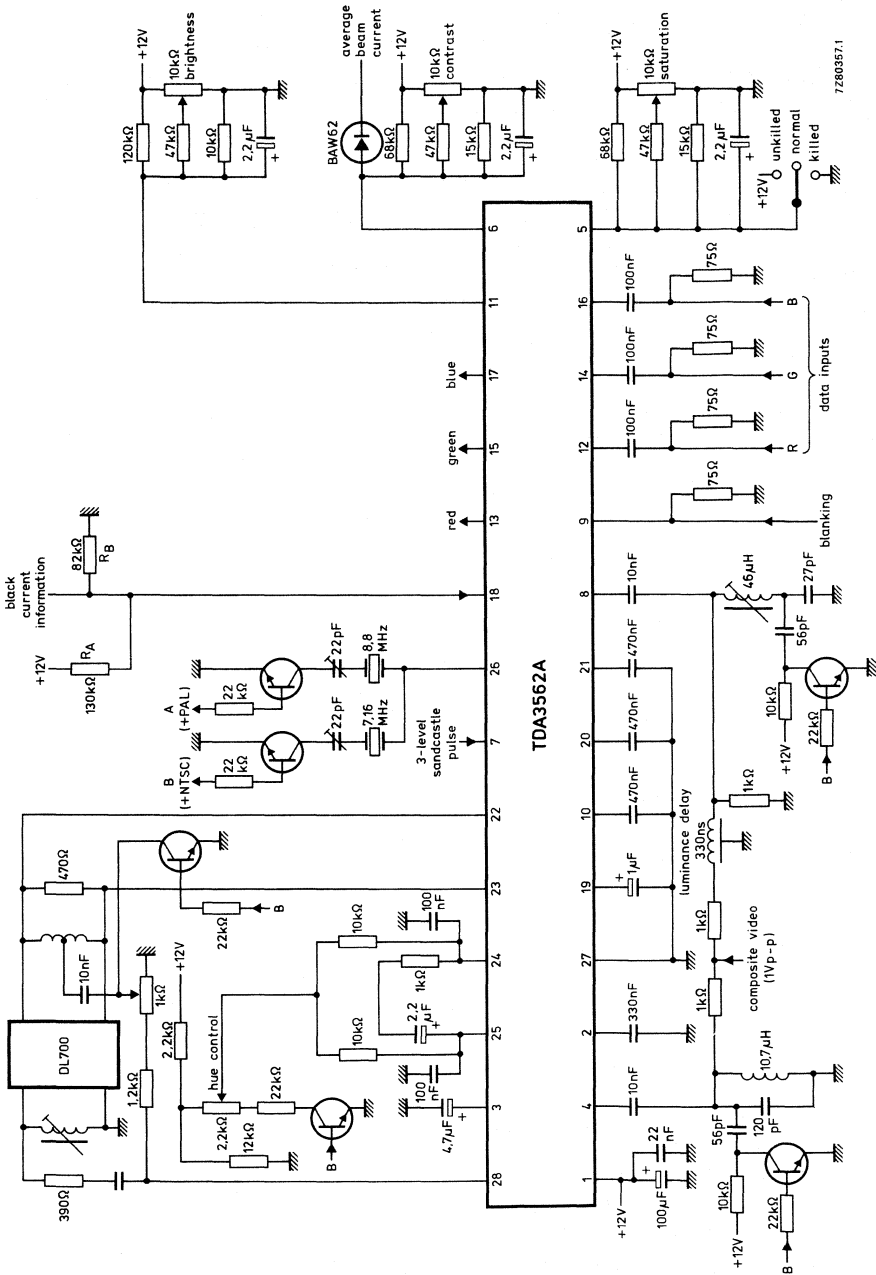 +12V
120kΩ
10kΩ
brightness
47kΩ
10kΩ
2,2µF
+
average
beam
current
BAW62
+12V
68kΩ
10kΩ
contrast
47kΩ
15kΩ
2,2µF
+
+12V
68kΩ
10kΩ
saturation
47kΩ
15kΩ
2,2µF
+
+12V
unkilled
normal
killed
7Z80357.1
black
current
information
82kΩ
RB
+12V
RA
130kΩ
red
green
blue
A
(+PAL)
22
kΩ
22pF
8,8
MHz
B
(+NTSC)
22
kΩ
22pF
7,16
MHz
3-level
sandcastle
pulse
470Ω
10nF
DL700
1kΩ
1,2kΩ
390Ω
22kΩ
B
+12V
2,2kΩ
hue control
2,2kΩ
12kΩ
22kΩ
B
10kΩ
10kΩ
1kΩ
2,2
µF
+
100
nF
100
nF
4,7µF
+
28
3
25
24
23
22
7
26
18
13
15
17
11
6
TDA3562A
1
4
2
27
19
10
20
21
8
9
12
14
16
5
+12V
100µF
+
22
nF
10nF
330nF
1µF
+
470nF
470nF
470nF
10nF
100nF
100nF
100nF
75Ω
75Ω
75Ω
75Ω
blanking
R
G
B
data inputs
luminance delay
330ns
1kΩ
1kΩ
1kΩ
composite video
(1Vp-p)
10,7µH
56pF
120
pF
10kΩ
+12V
22kΩ
B
46µH
27pF
56pF
10kΩ
+12V
22kΩ
B